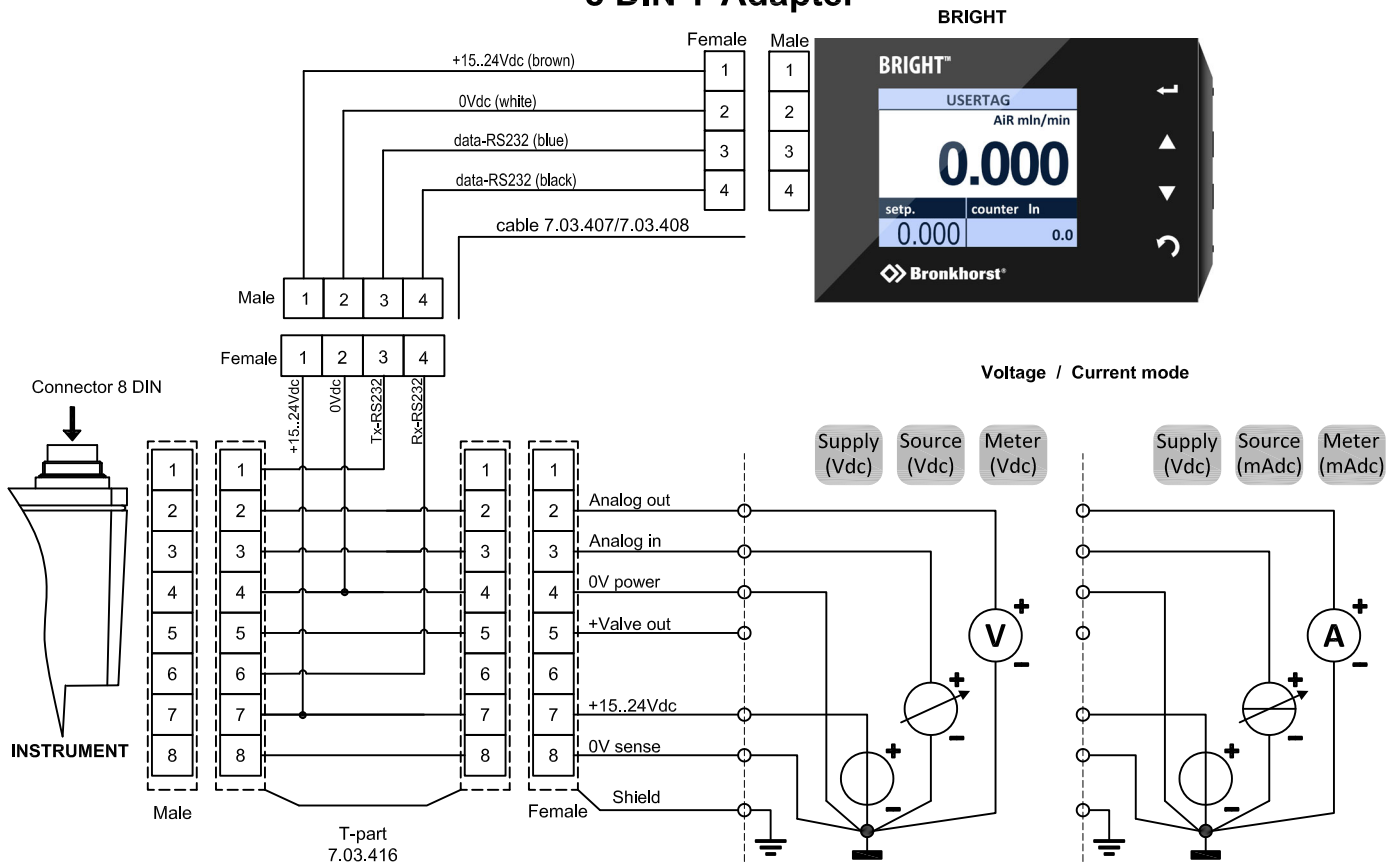 8 DIN T-Adapter
BRIGHT
Female
Male
+15..24Vdc (brown)
1
1
0Vdc (white)
2
2
data-RS232 (blue)
3
3
data-RS232 (black)
4
4
cable 7.03.407/7.03.408
BRIGHT™
USERTAG
AiR mln/min
0.000
setp.
counter ln
0.000
0.0
Bronkhorst®
Male 1 2 3 4
Female 1 2 3 4
+15..24Vdc
0Vdc
Tx-RS232
Rx-RS232
Connector 8 DIN
INSTRUMENT
Voltage / Current mode
Supply (Vdc)
Source (Vdc)
Meter (Vdc)
Supply (Vdc)
Source (mAdc)
Meter (mAdc)
1 1 1 1
2 2 2 2 Analog out
3 3 3 3 Analog in
4 4 4 4 0V power
5 5 5 5 +Valve out
6 6 6 6
7 7 7 7 +15..24Vdc
8 8 8 8 0V sense
Male
T-part
7.03.416
Female
Shield
V
+
−
+
−
+
−
A
+
−
+
−
+
−